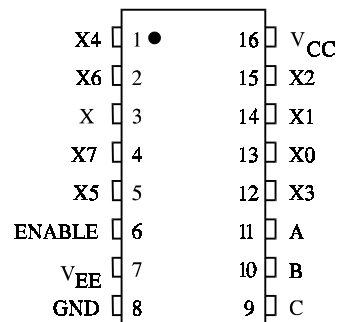 X4 1 16 VCC
X6 2 15 X2
X 3 14 X1
X7 4 13 X0
X5 5 12 X3
ENABLE 6 11 A
VEE 7 10 B
GND 8 9 C